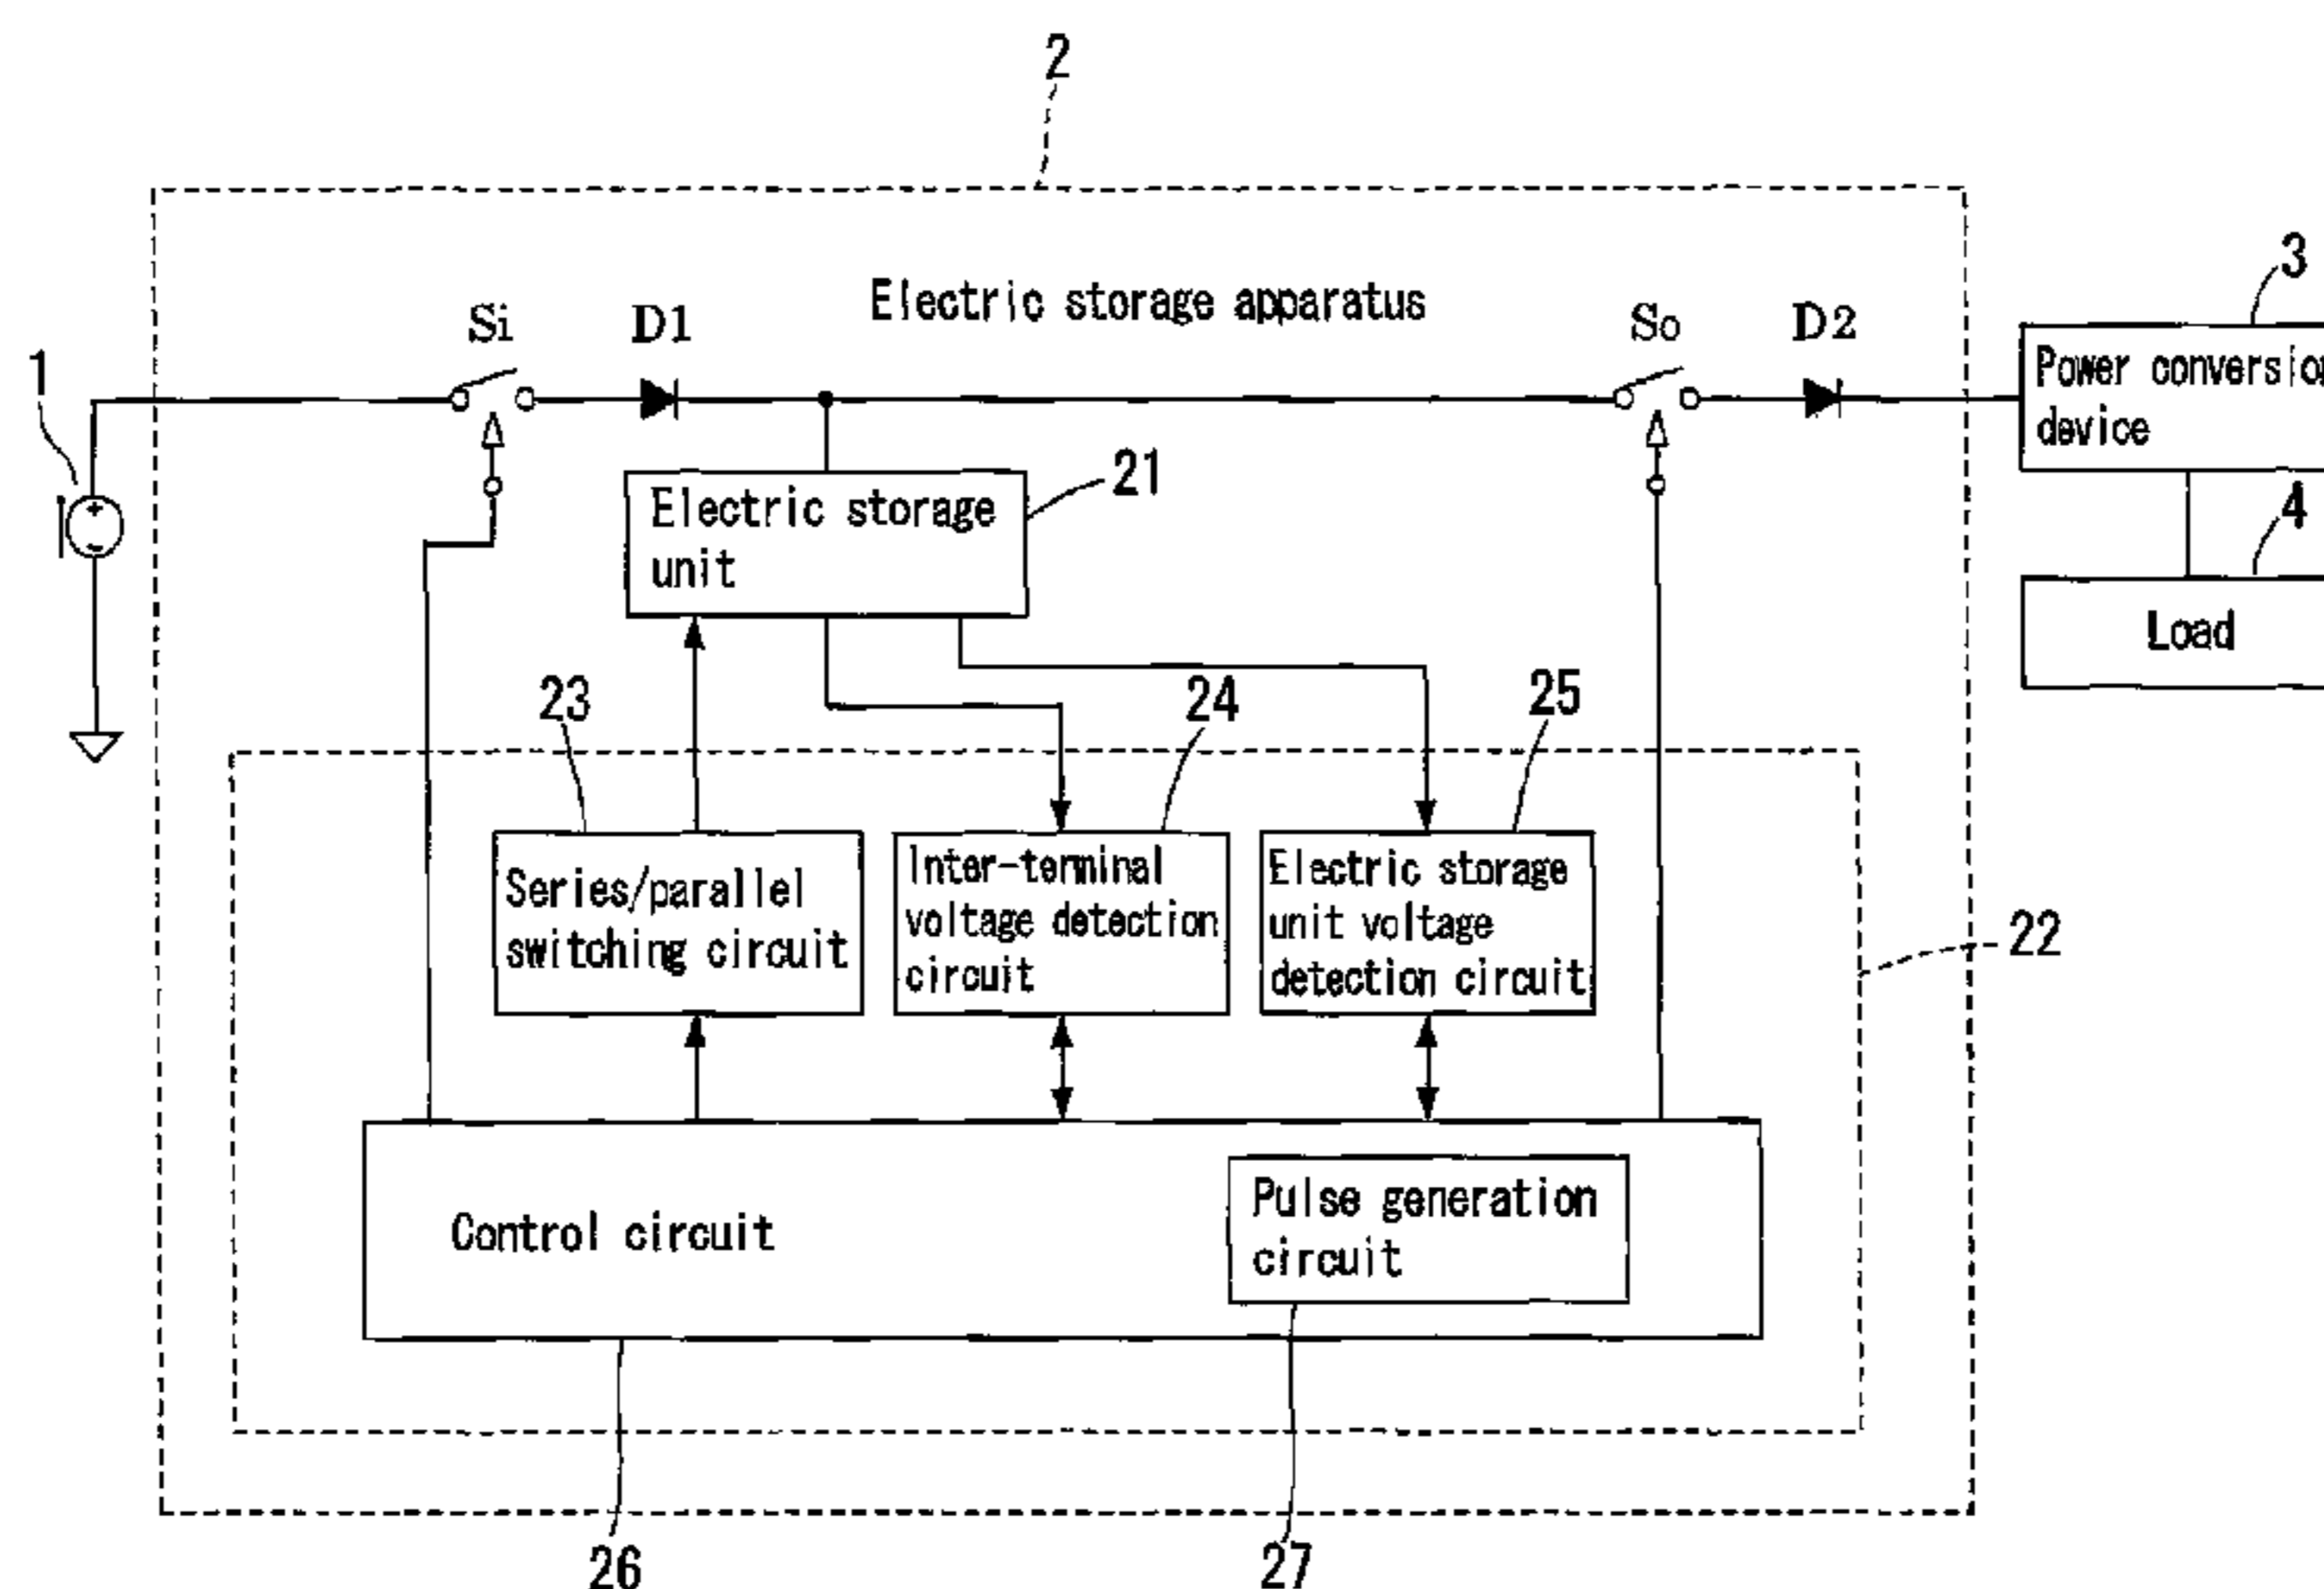 2
Electric storage apparatus
Si
D1
So
D2
3
Power conversion
device
1
21
Electric storage
unit
4
Load
23
24
25
Series/parallel
switching circuit
Inter-terminal
voltage detection
circuit
Electric storage
unit voltage
detection circuit
22
Control circuit
Pulse generation
circuit
26
27